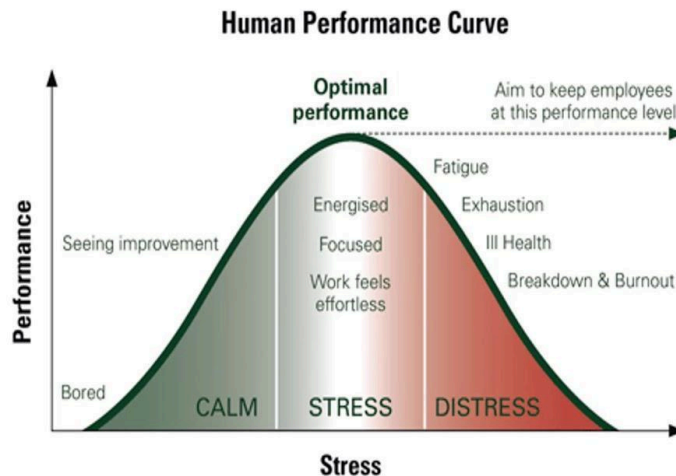 Human Performance Curve
Optimal
performance
Aim to keep employees
at this performance level
Fatigue
Energised
Exhaustion
Seeing improvement
Focused
Ill Health
Work feels
effortless
Breakdown & Burnout
Bored
CALM
STRESS
DISTRESS
Performance
Stress